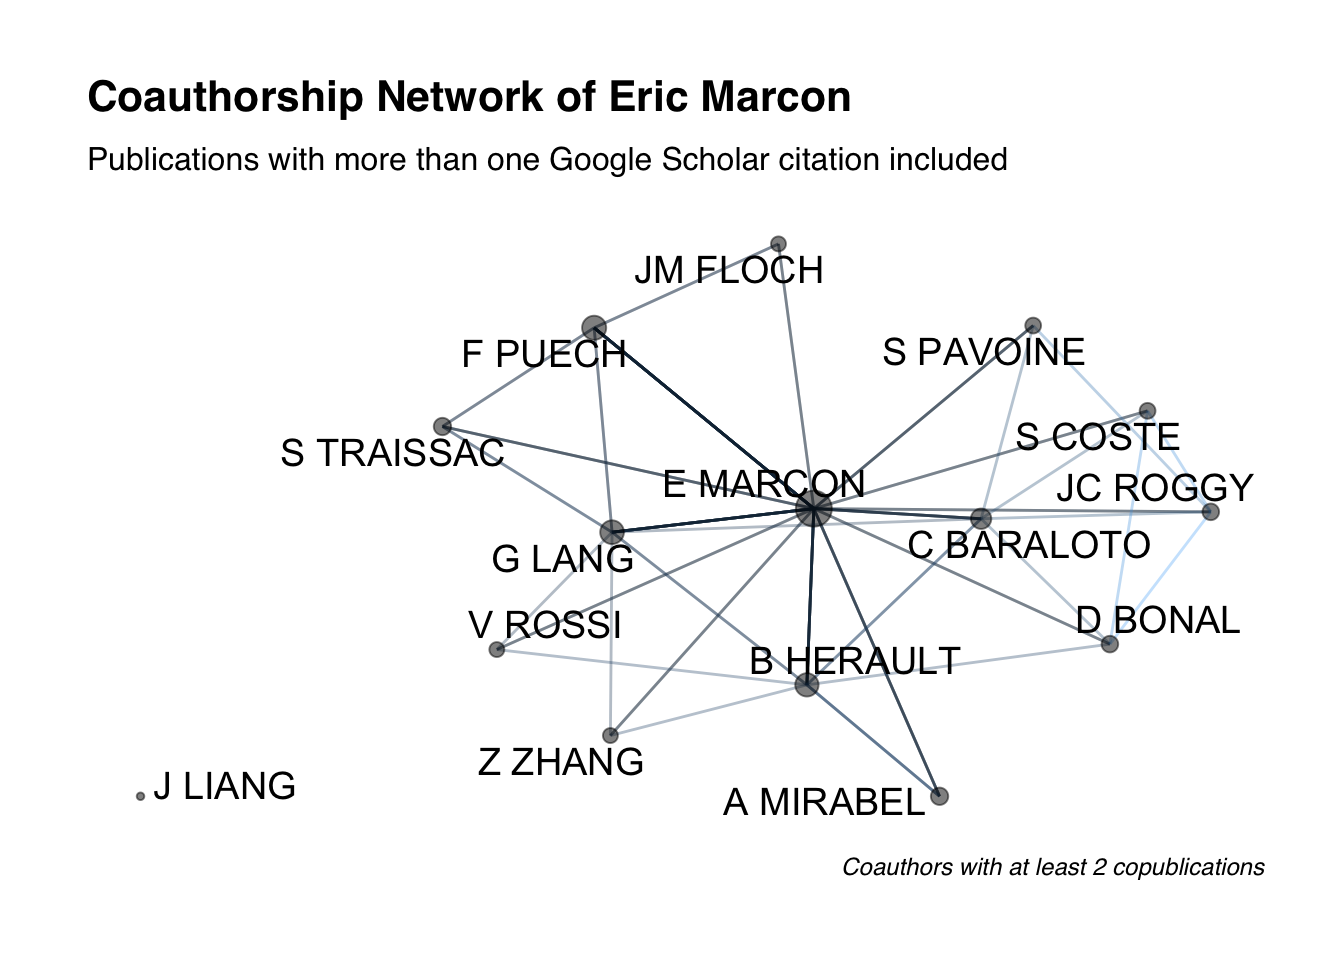 Coauthorship Network of Eric Marcon
Publications with more than one Google Scholar citation included
JM FLOCH
F PUECH
S PAVOINE
S TRAISSAC
S COSTE
E MARCON
JC ROGGY
G LANG
C BARALOTO
V ROSSI
D BONAL
B HERAULT
Z ZHANG
J LIANG
A MIRABEL
Coauthors with at least 2 copublications